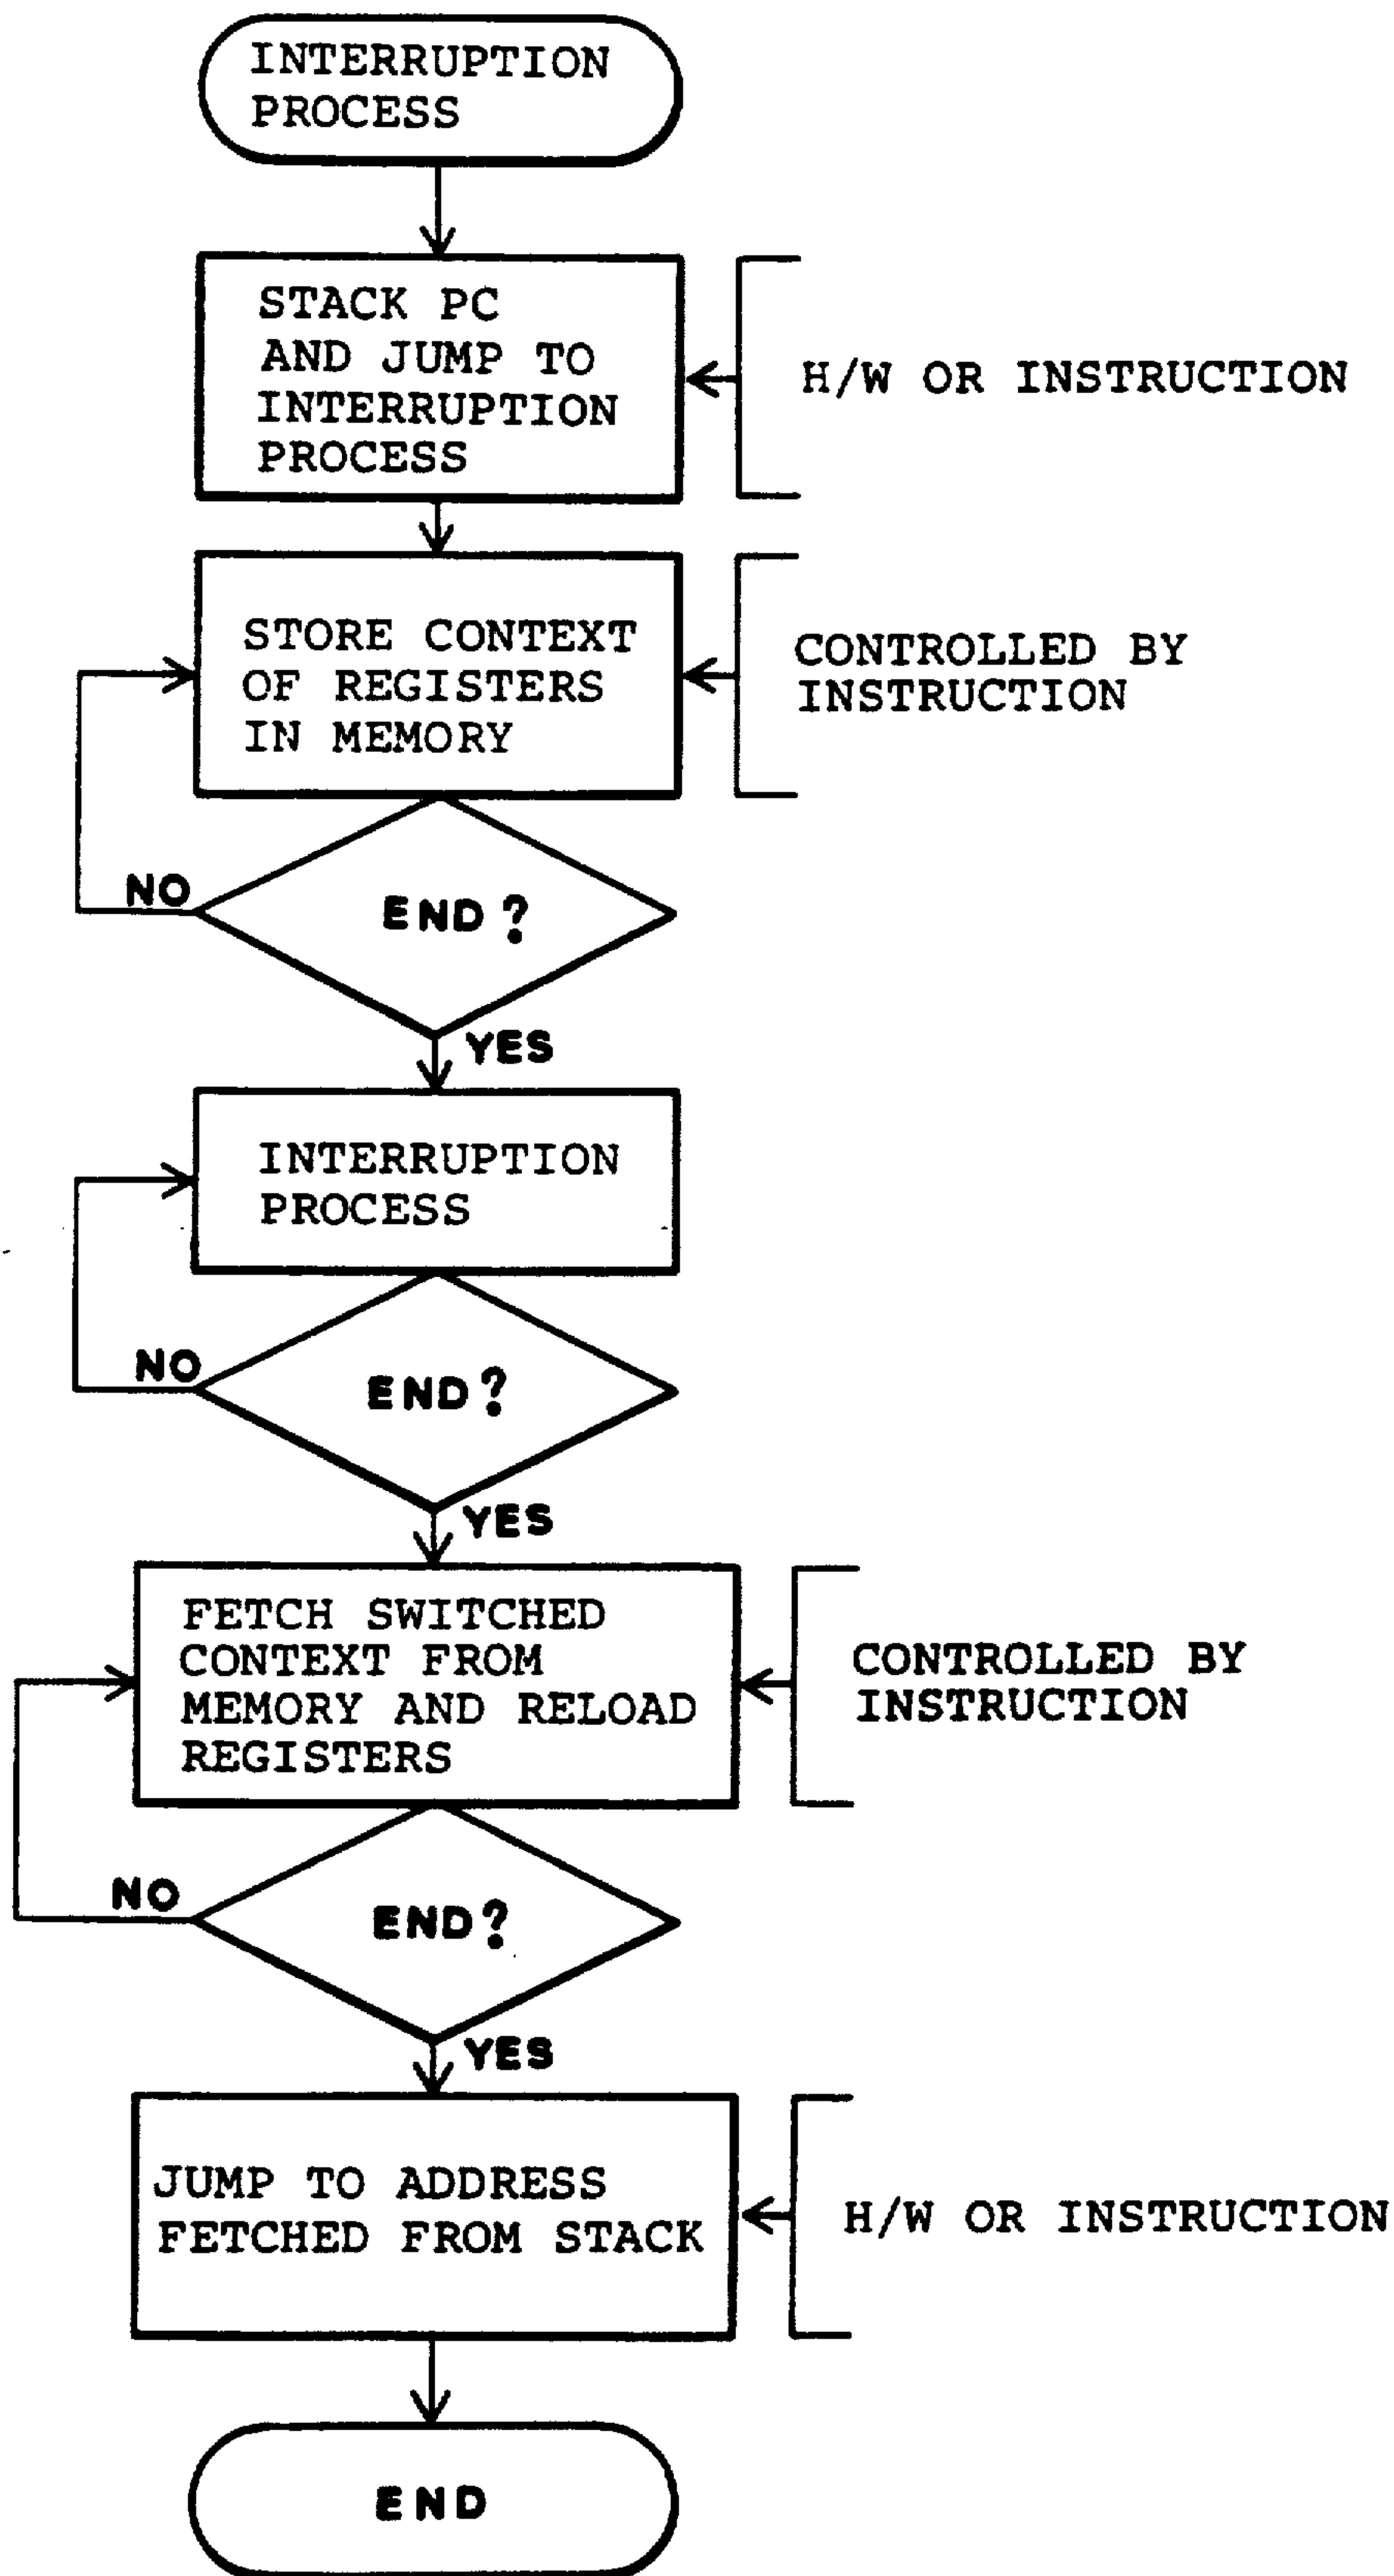 INTERRUPTION
PROCESS
STACK PC
AND JUMP TO
INTERRUPTION
PROCESS
H/W OR INSTRUCTION
STORE CONTEXT
OF REGISTERS
IN MEMORY
CONTROLLED BY
INSTRUCTION
NO
END?
YES
INTERRUPTION
PROCESS
NO
END?
YES
FETCH SWITCHED
CONTEXT FROM
MEMORY AND RELOAD
REGISTERS
CONTROLLED BY
INSTRUCTION
NO
END?
YES
JUMP TO ADDRESS
FETCHED FROM STACK
H/W OR INSTRUCTION
END